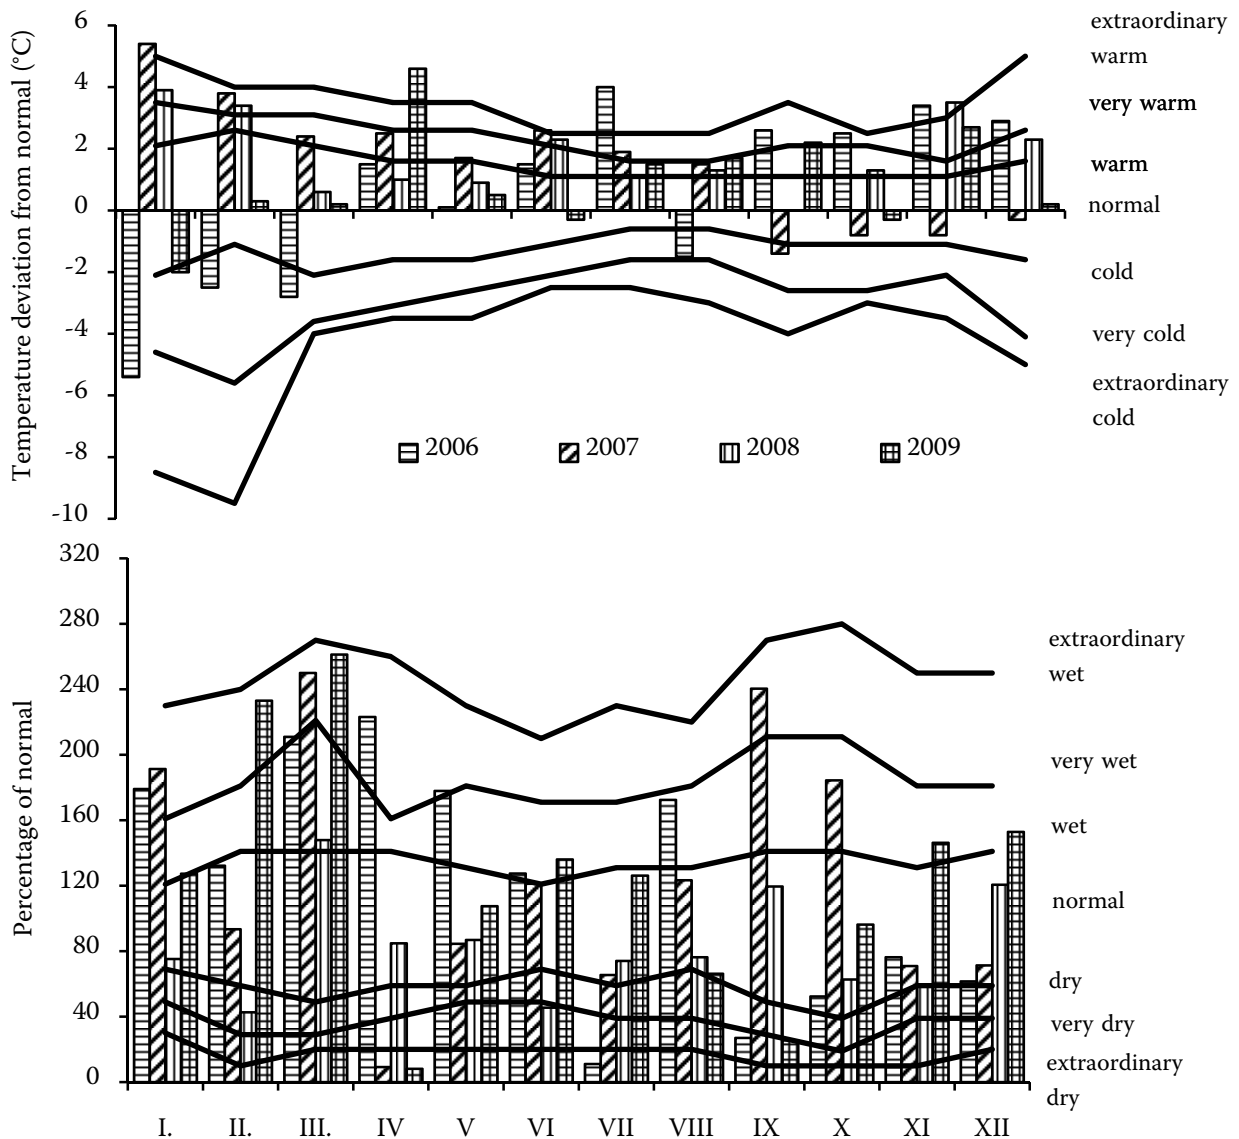 Temperature deviation from normal (°C)
6
4
2
0
-2
-4
-6
-8
-10
extraordinary
warm
very warm
warm
normal
cold
very cold
extraordinary
cold
2006 2007 2008 2009
Percentage of normal
320
280
240
200
160
120
80
40
0
extraordinary
wet
very wet
wet
normal
dry
very dry
extraordinary
dry
I. II. III. IV V VI VII VIII IX X XI XII